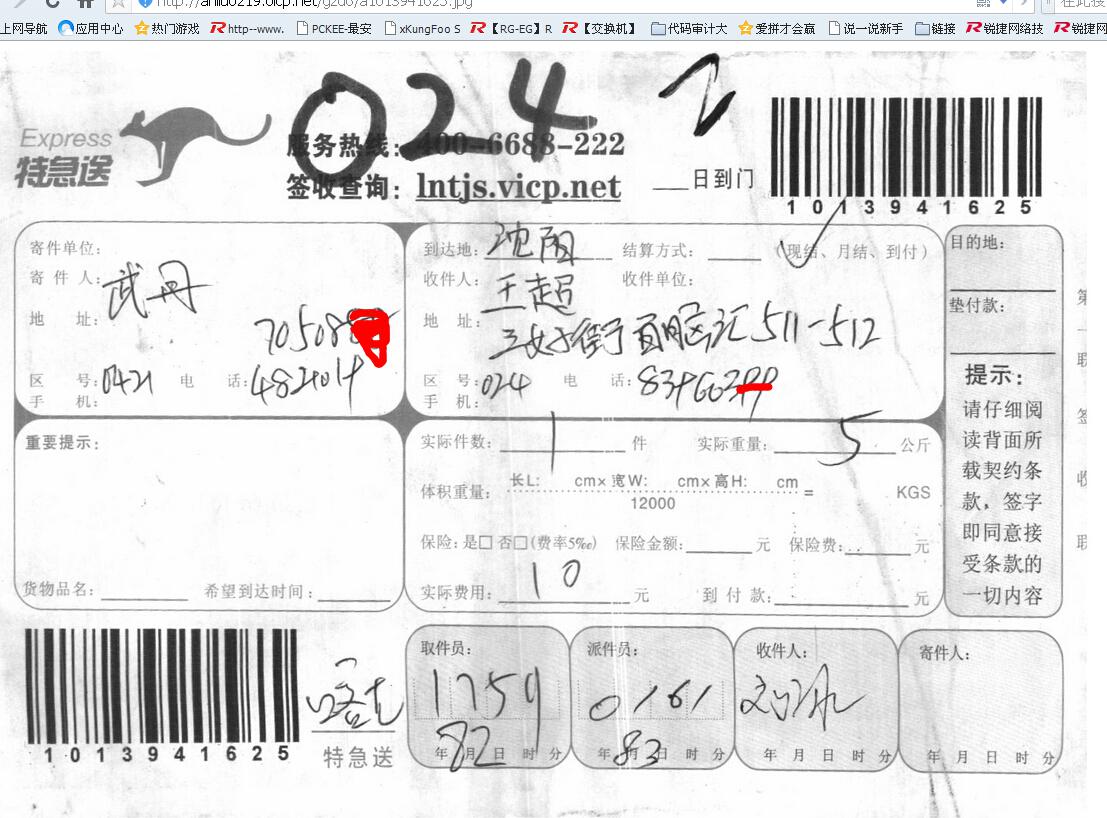 http://anliu0219.oicp.net/gzdo/a1013941625.jpg
上网导航 应用中心 热门游戏 http--www. PCKEE-最安 xKungFoo S 【RG-EG】R 【交换机】 代码审计大 爱拼才会赢 说一说新手 链接 锐捷网络技 锐捷网
024 2
Express
特急送
服务热线：400-6688-222
签收查询：lntjs.vicp.net
___日到门
1013941625
寄件单位：
寄件人：武丹
地 址：
705088
区 号：0421 电 话：4824014
手 机：
到达地：沈阳 结算方式：____ (现结、月结、到付)
收件人：王超 收件单位：
地 址：三好街百脑汇511-512
区 号：024 电 话：
手 机：
目的地：
垫付款：
提示：
请仔细阅
读背面所
载契约条
款，签字
即同意接
受条款的
一切内容
重要提示：
货物品名：____ 希望到达时间：____
实际件数：1 件 实际重量：5 公斤
体积重量：长L: cm×宽W: cm×高H: cm = KGS
12000
保险：是□ 否□(费率5‰) 保险金额：____元 保险费：____元
实际费用：10 元 到付款：____元
1013941625
特急送
取件员：
1759
82
年 月 日 时 分
派件员：
0161
83
年 月 日 时 分
收件人：
刘冰
年 月 日 时 分
寄件人：
年 月 日 时 分